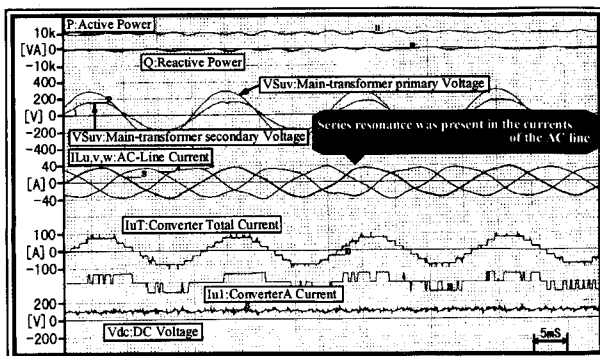 P:Active Power
10k
[VA]0
-10k
Q:Reactive Power
400
200
[V] 0
-200
-400
VSuv:Main-transformer primary Voltage
VSuv:Main-transformer secondary Voltage
Series resonance was present in the currents
of the AC line
ILu,v,w:AC-Line Current
40
[A] 0
-40
IuT:Converter Total Current
100
[A] 0
-100
Iu1:ConverterA Current
200
[V] 0
-200
Vdc:DC Voltage
5mS